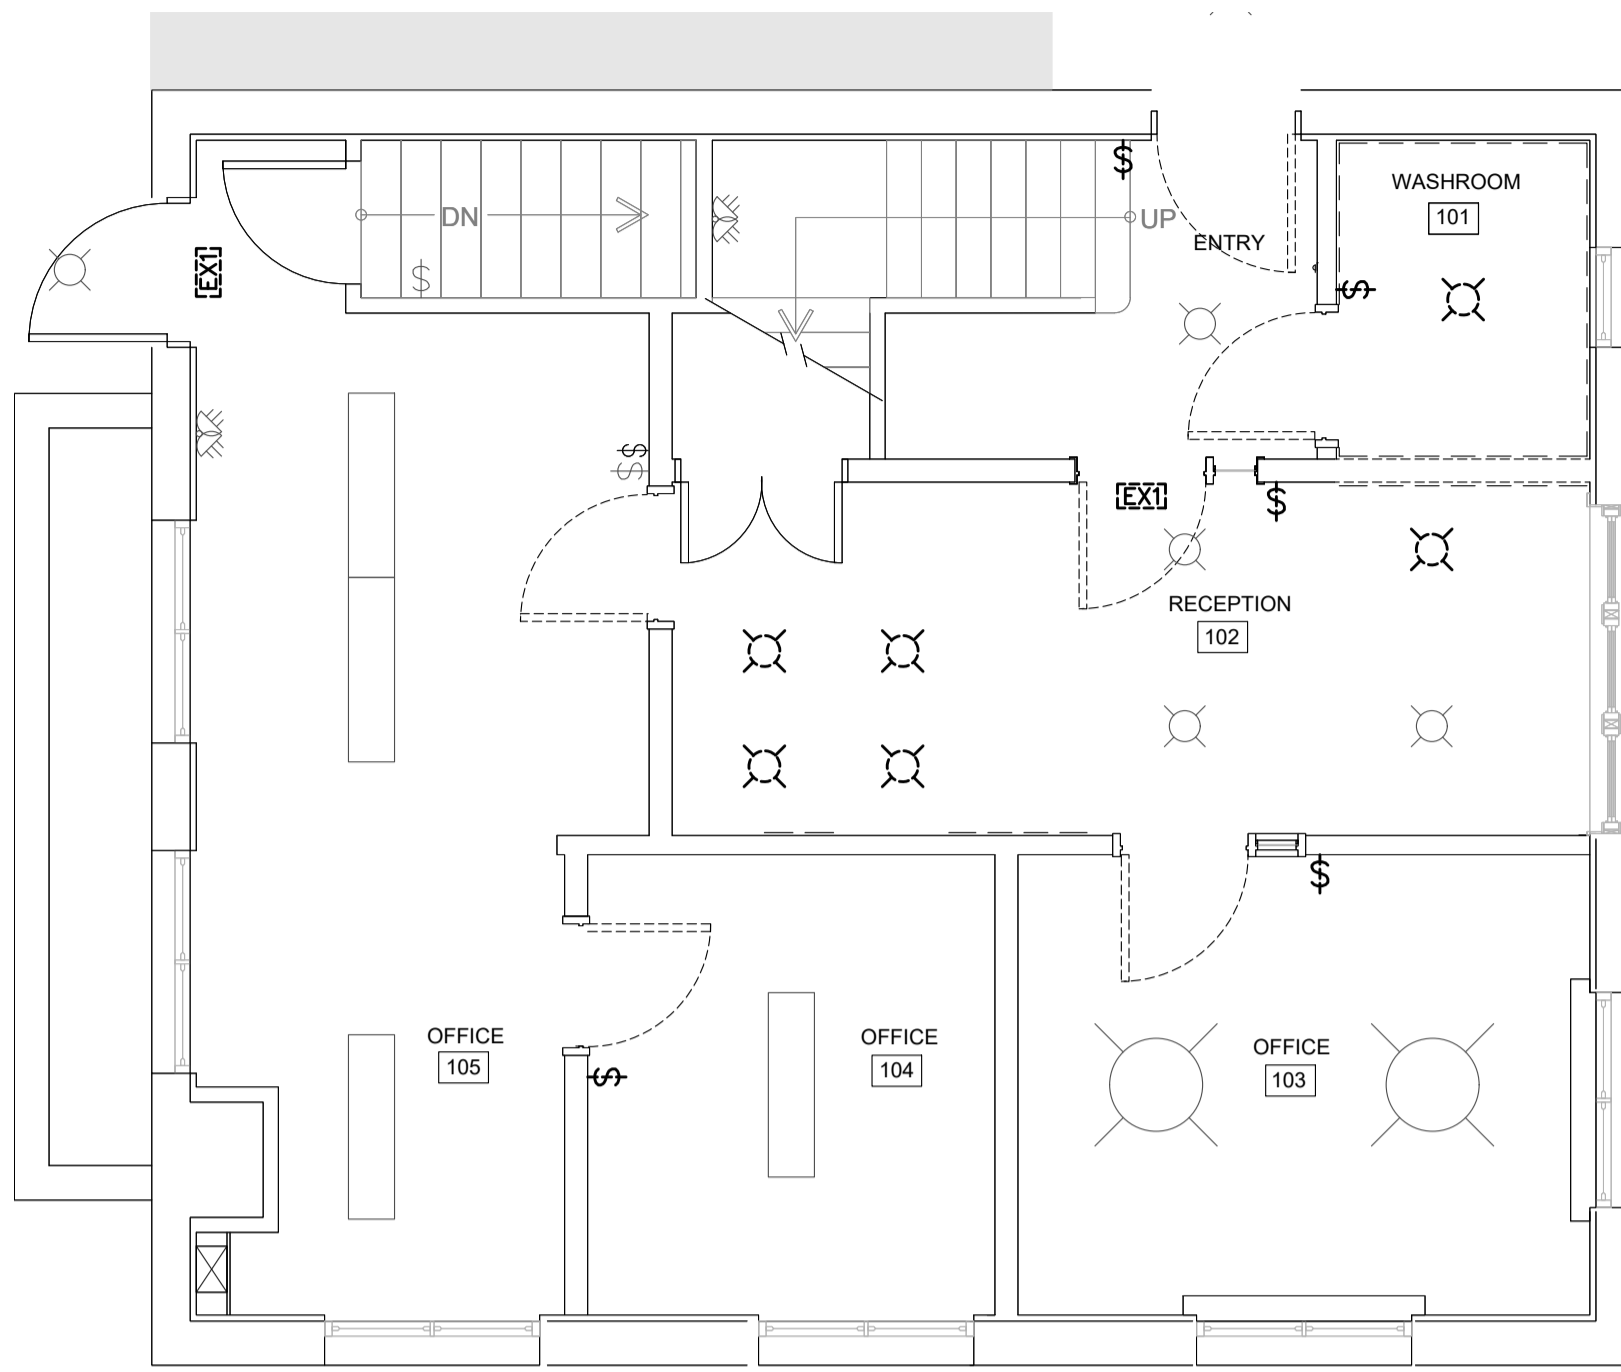 WASHROOM
101
DN
UP
ENTRY
$
$
$
EX1
$
$
EX1
$
RECEPTION
102
$
OFFICE
105
OFFICE
104
OFFICE
103
$